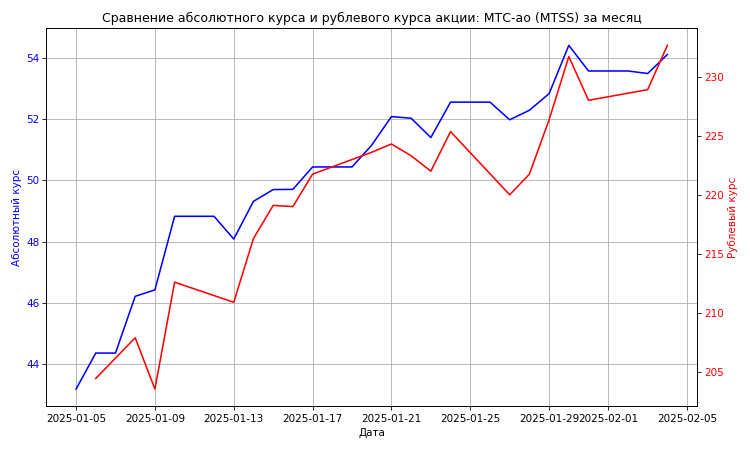 Сравнение абсолютного курса и рублевого курса акции: МТС-ао (MTSS) за месяц
Абсолютный курс
54
52
50
48
46
44
230
225
220
215
210
205
Рублевый курс
2025-01-05 2025-01-09 2025-01-13 2025-01-17 2025-01-21 2025-01-25 2025-01-29 2025-02-01 2025-02-05
Дата